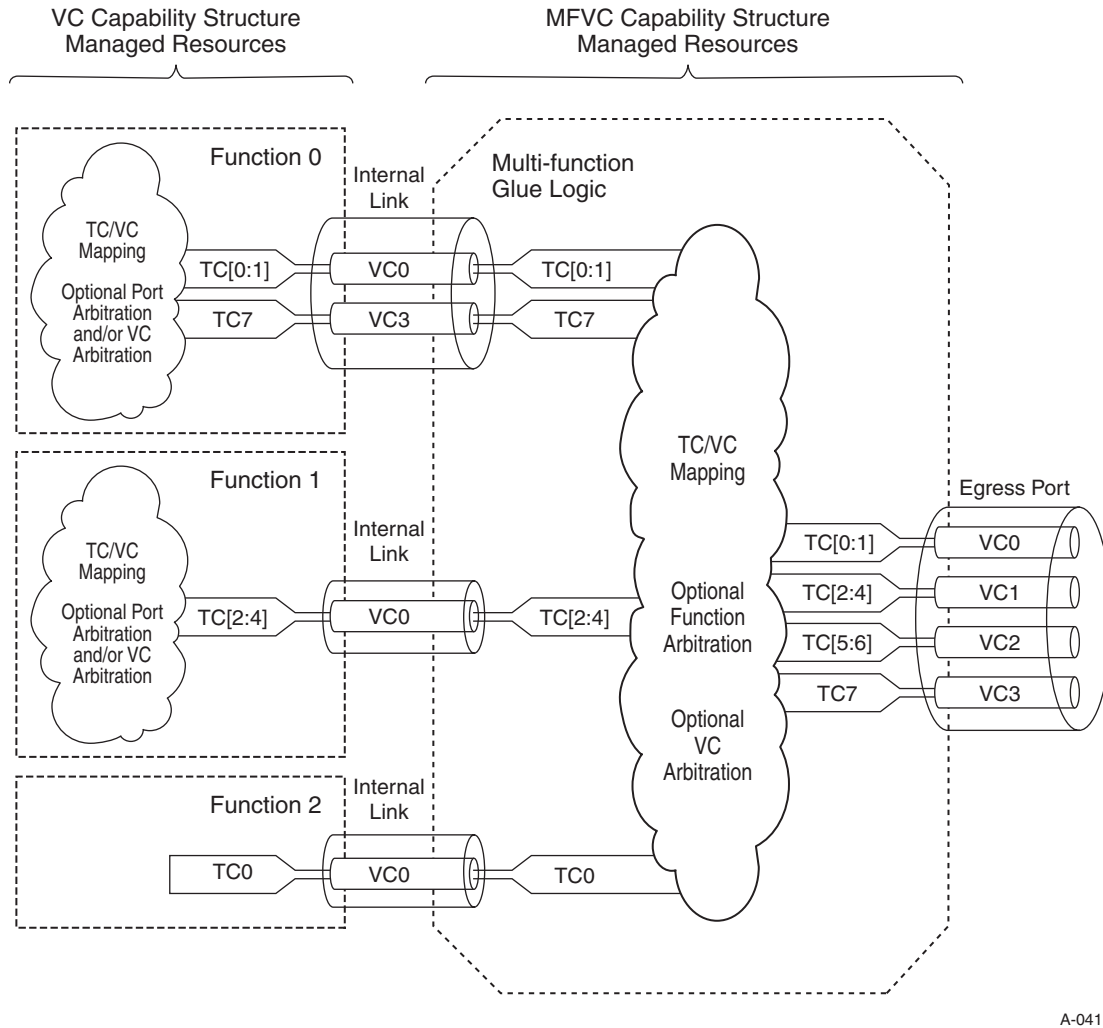 VC Capability Structure
Managed Resources
MFVC Capability Structure
Managed Resources
Function 0
TC/VC
Mapping
Optional Port
Arbitration
and/or VC
Arbitration
TC[0:1]
TC7
Internal
Link
VC0
VC3
Multi-function
Glue Logic
TC[0:1]
TC7
Function 1
TC/VC
Mapping
Optional Port
Arbitration
and/or VC
Arbitration
TC[2:4]
Internal
Link
VC0
TC[2:4]
Function 2
TC0
Internal
Link
VC0
TC0
TC/VC
Mapping
Optional
Function
Arbitration
Optional
VC
Arbitration
Egress Port
TC[0:1]
VC0
TC[2:4]
VC1
TC[5:6]
VC2
TC7
VC3
A-0411